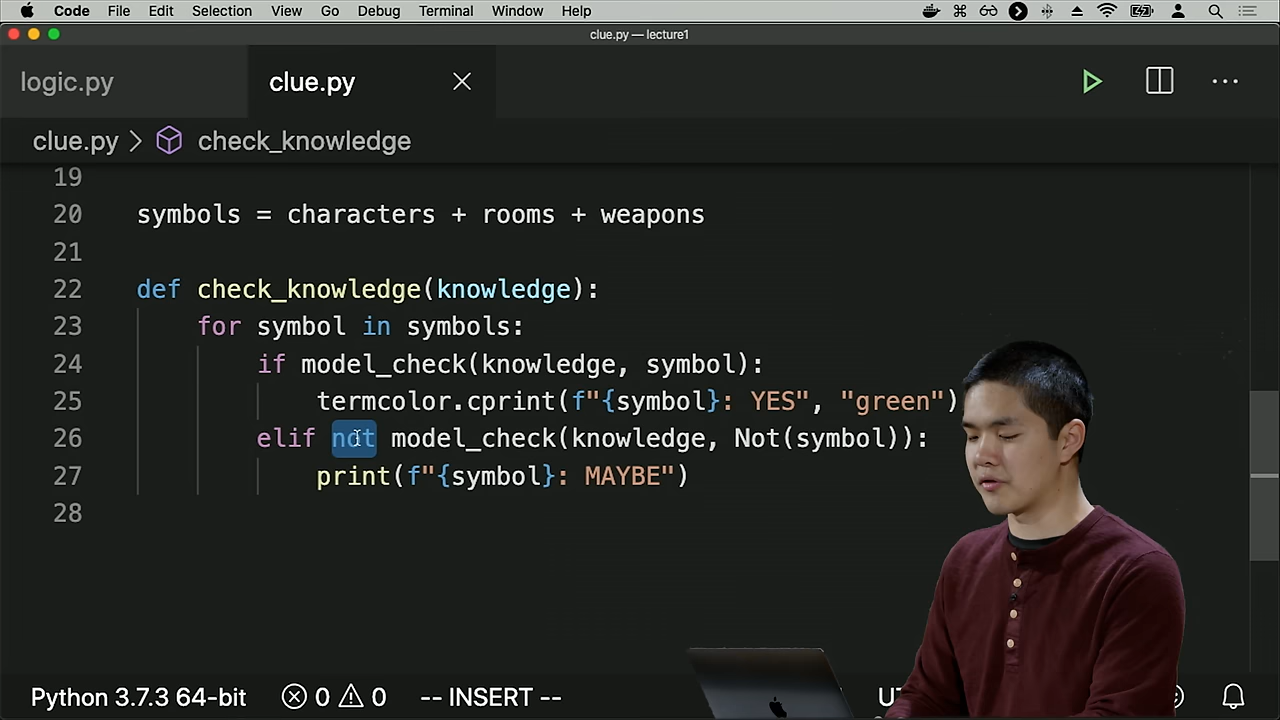 Code File Edit Selection View Go Debug Terminal Window Help
clue.py — lecture1
logic.py clue.py
clue.py > check_knowledge
19
20 symbols = characters + rooms + weapons
21
22 def check_knowledge(knowledge):
23 for symbol in symbols:
24 if model_check(knowledge, symbol):
25 termcolor.cprint(f"{symbol}: YES", "green")
26 elif not model_check(knowledge, Not(symbol)):
27 print(f"{symbol}: MAYBE")
28
Python 3.7.3 64-bit 0 0 -- INSERT --